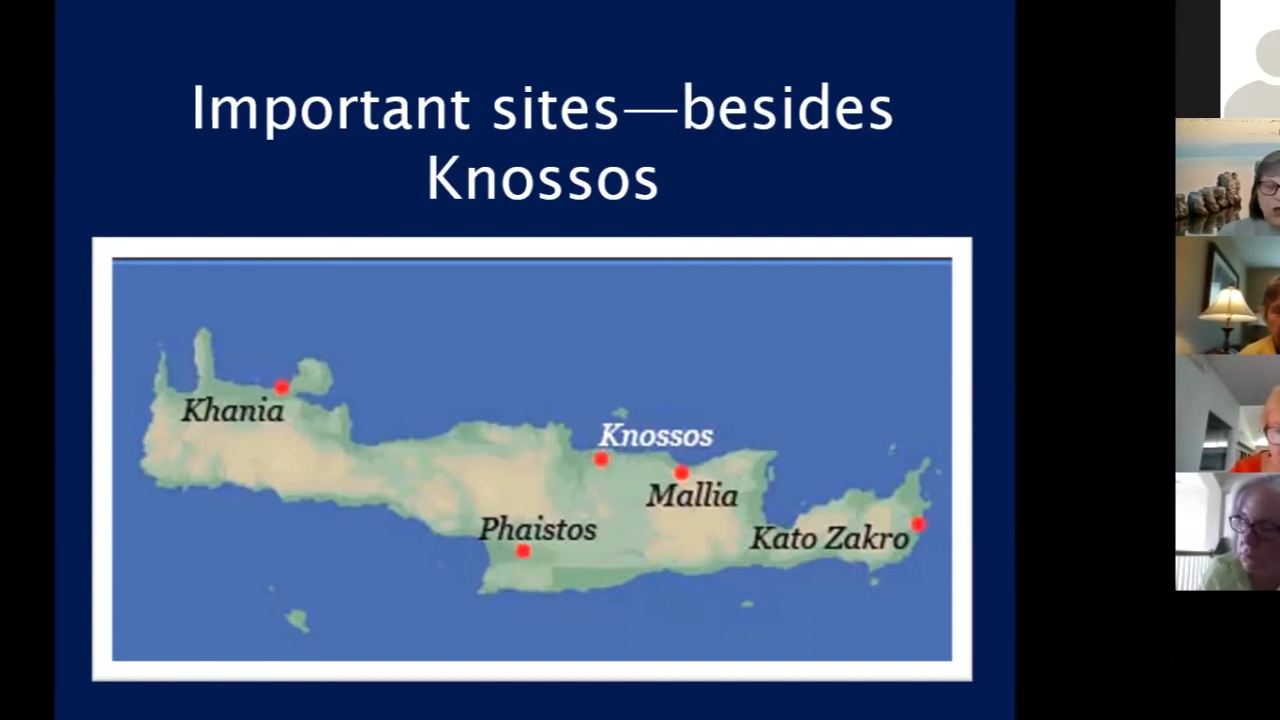 Important sites—besides
Knossos
Khania
Knossos
Mallia
Phaistos
Kato Zakro